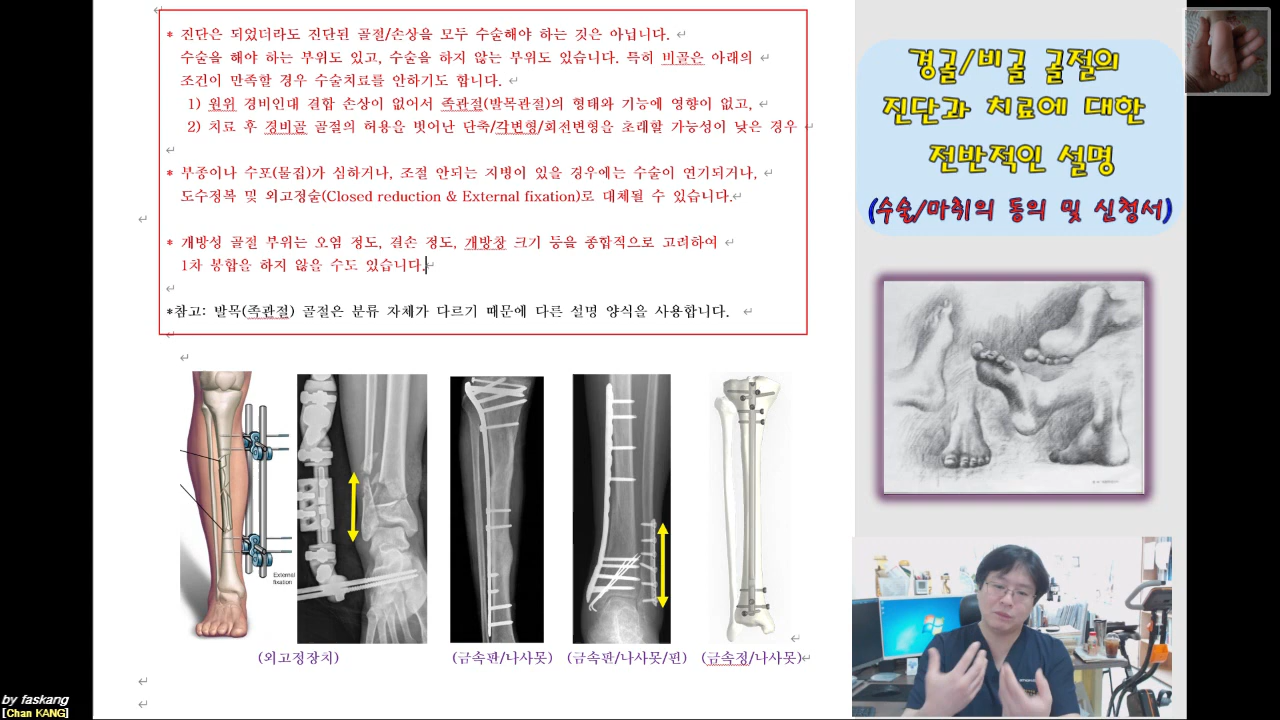 * 진단은 되었더라도 진단된 골절/손상을 모두 수술해야 하는 것은 아닙니다.
수술을 해야 하는 부위도 있고, 수술을 하지 않는 부위도 있습니다. 특히 비골은 아래의
조건이 만족할 경우 수술치료를 안하기도 합니다.
1) 원위 경비인대 결합 손상이 없어서 족관절(발목관절)의 형태와 기능에 영향이 없고,
2) 치료 후 경비골 골절의 허용을 벗어난 단축/각변형/회전변형을 초래할 가능성이 낮은 경우
* 부종이나 수포(물집)가 심하거나, 조절 안되는 지병이 있을 경우에는 수술이 연기되거나,
도수정복 및 외고정술(Closed reduction & External fixation)로 대체될 수 있습니다.
* 개방성 골절 부위는 오염 정도, 결손 정도, 개방창 크기 등을 종합적으로 고려하여
1차 봉합을 하지 않을 수도 있습니다.
*참고: 발목(족관절) 골절은 분류 자체가 다르기 때문에 다른 설명 양식을 사용합니다.
External
fixation
(외고정장치)
(금속판/나사못)
(금속판/나사못/핀)
(금속정/나사못)
경골/비골 골절의
진단과 치료에 대한
전반적인 설명
(수술/마취의 동의 및 신청서)
by faskang
[Chan KANG]